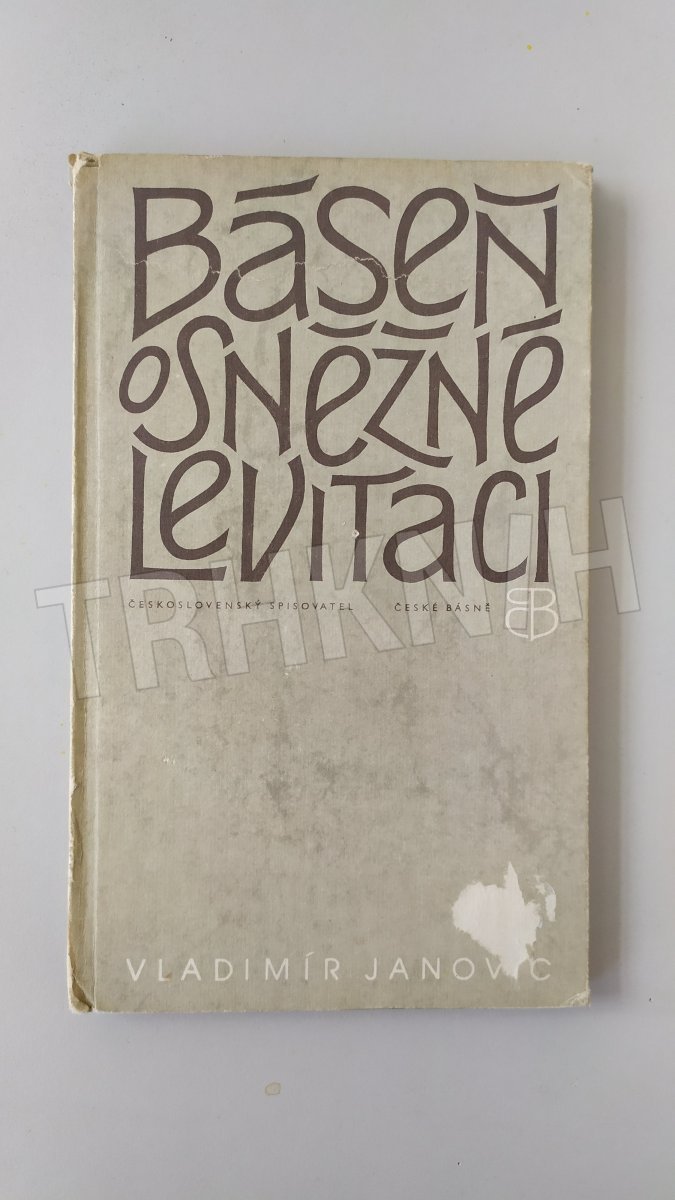 Báseň
o sněžné
Levitaci
ČESKOSLOVENSKÝ SPISOVATEL ČESKÉ BÁSNĚ
TRHKNIH
VLADIMÍR JANOVIC